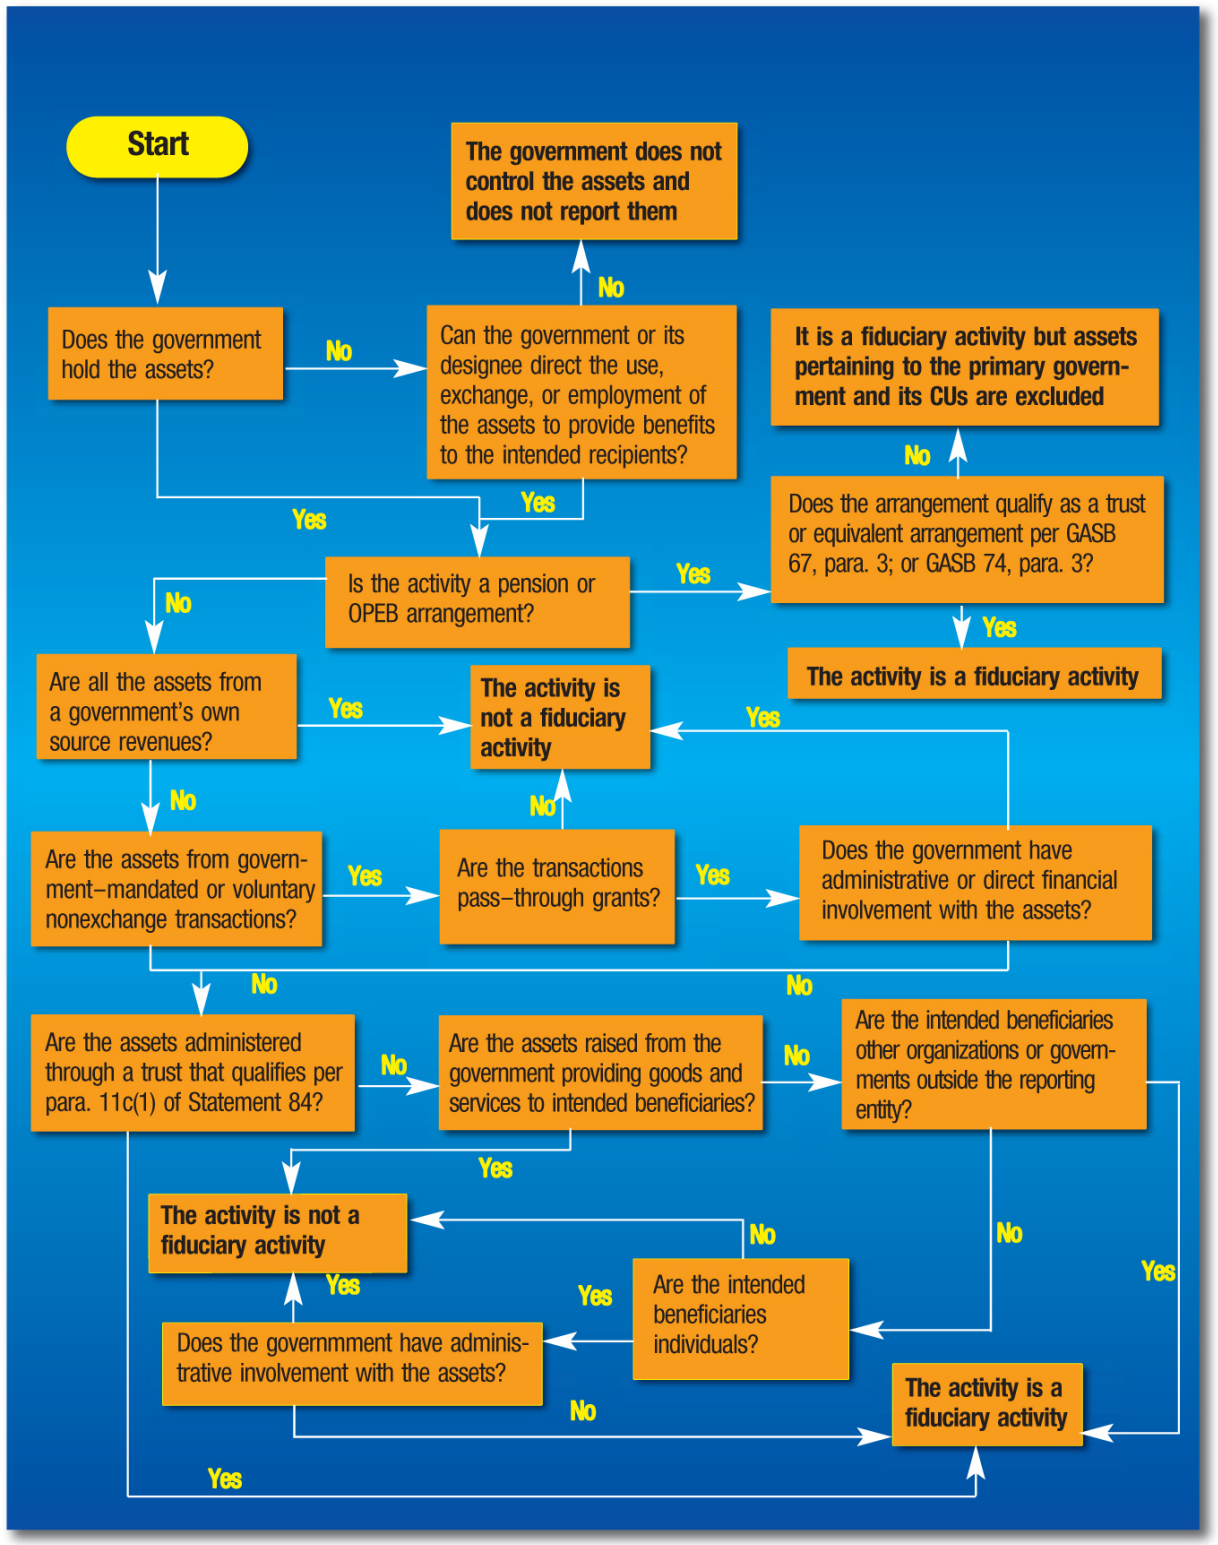 Start
The government does not
control the assets and
does not report them
No
Does the government
hold the assets?
No
Can the government or its
designee direct the use,
exchange, or employment of
the assets to provide benefits
to the intended recipients?
It is a fiduciary activity but assets
pertaining to the primary govern-
ment and its CUs are excluded
No
Does the arrangement qualify as a trust
or equivalent arrangement per GASB
67, para. 3; or GASB 74, para. 3?
Yes
Yes
Is the activity a pension or
OPEB arrangement?
Yes
Yes
The activity is a fiduciary activity
No
Are all the assets from
a government's own
source revenues?
Yes
The activity is
not a fiduciary
activity
Yes
No
No
Are the assets from govern-
ment–mandated or voluntary
nonexchange transactions?
Yes
Are the transactions
pass–through grants?
Yes
Does the government have
administrative or direct financial
involvement with the assets?
No
No
Are the assets administered
through a trust that qualifies per
para. 11c(1) of Statement 84?
No
Are the assets raised from the
government providing goods and
services to intended beneficiaries?
No
Are the intended beneficiaries
other organizations or govern-
ments outside the reporting
entity?
Yes
The activity is not a
fiduciary activity
No
No
Yes
Yes
Yes
Are the intended
beneficiaries
individuals?
Does the governmment have adminis-
trative involvement with the assets?
No
The activity is a
fiduciary activity
Yes